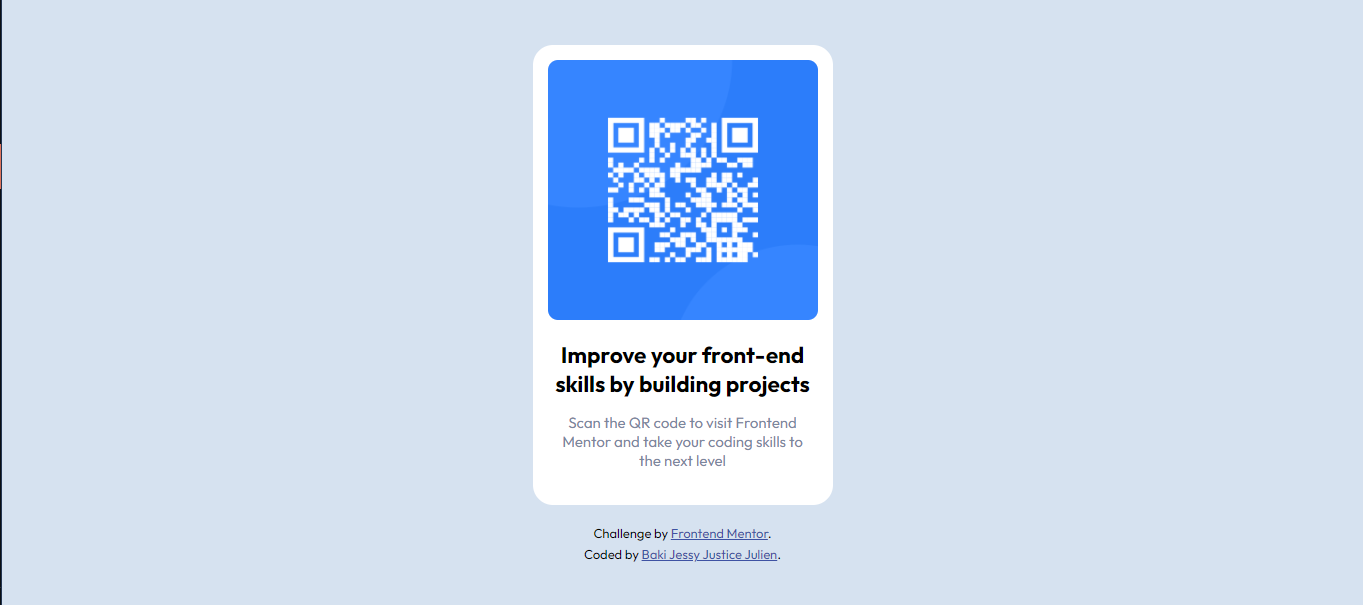 Improve your front-end
skills by building projects
Scan the QR code to visit Frontend
Mentor and take your coding skills to
the next level
Challenge by Frontend Mentor.
Coded by Baki Jessy Justice Julien.